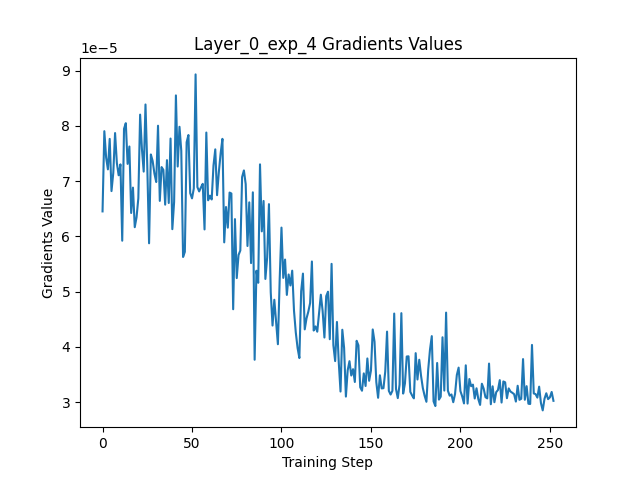 Layer_0_exp_4 Gradients Values
1e−5
9
8
7
6
5
4
3
Gradients Value
0 50 100 150 200 250
Training Step